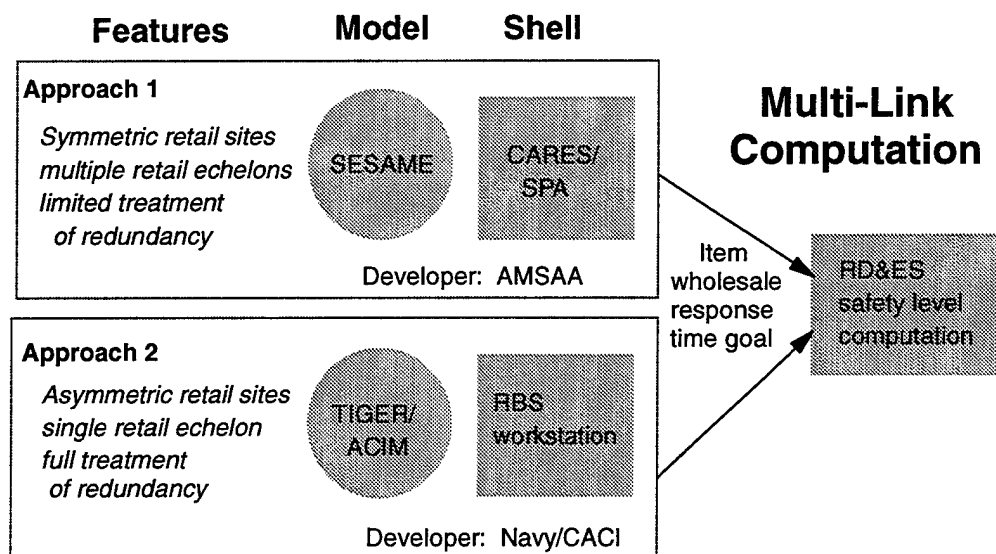 Features Model Shell
Approach 1
Symmetric retail sites
multiple retail echelons
limited treatment
of redundancy
SESAME
CARES/
SPA
Developer: AMSAA
Approach 2
Asymmetric retail sites
single retail echelon
full treatment
of redundancy
TIGER/
ACIM
RBS
workstation
Developer: Navy/CACI
Multi-Link
Computation
Item
wholesale
response
time goal
RD&ES
safety level
computation